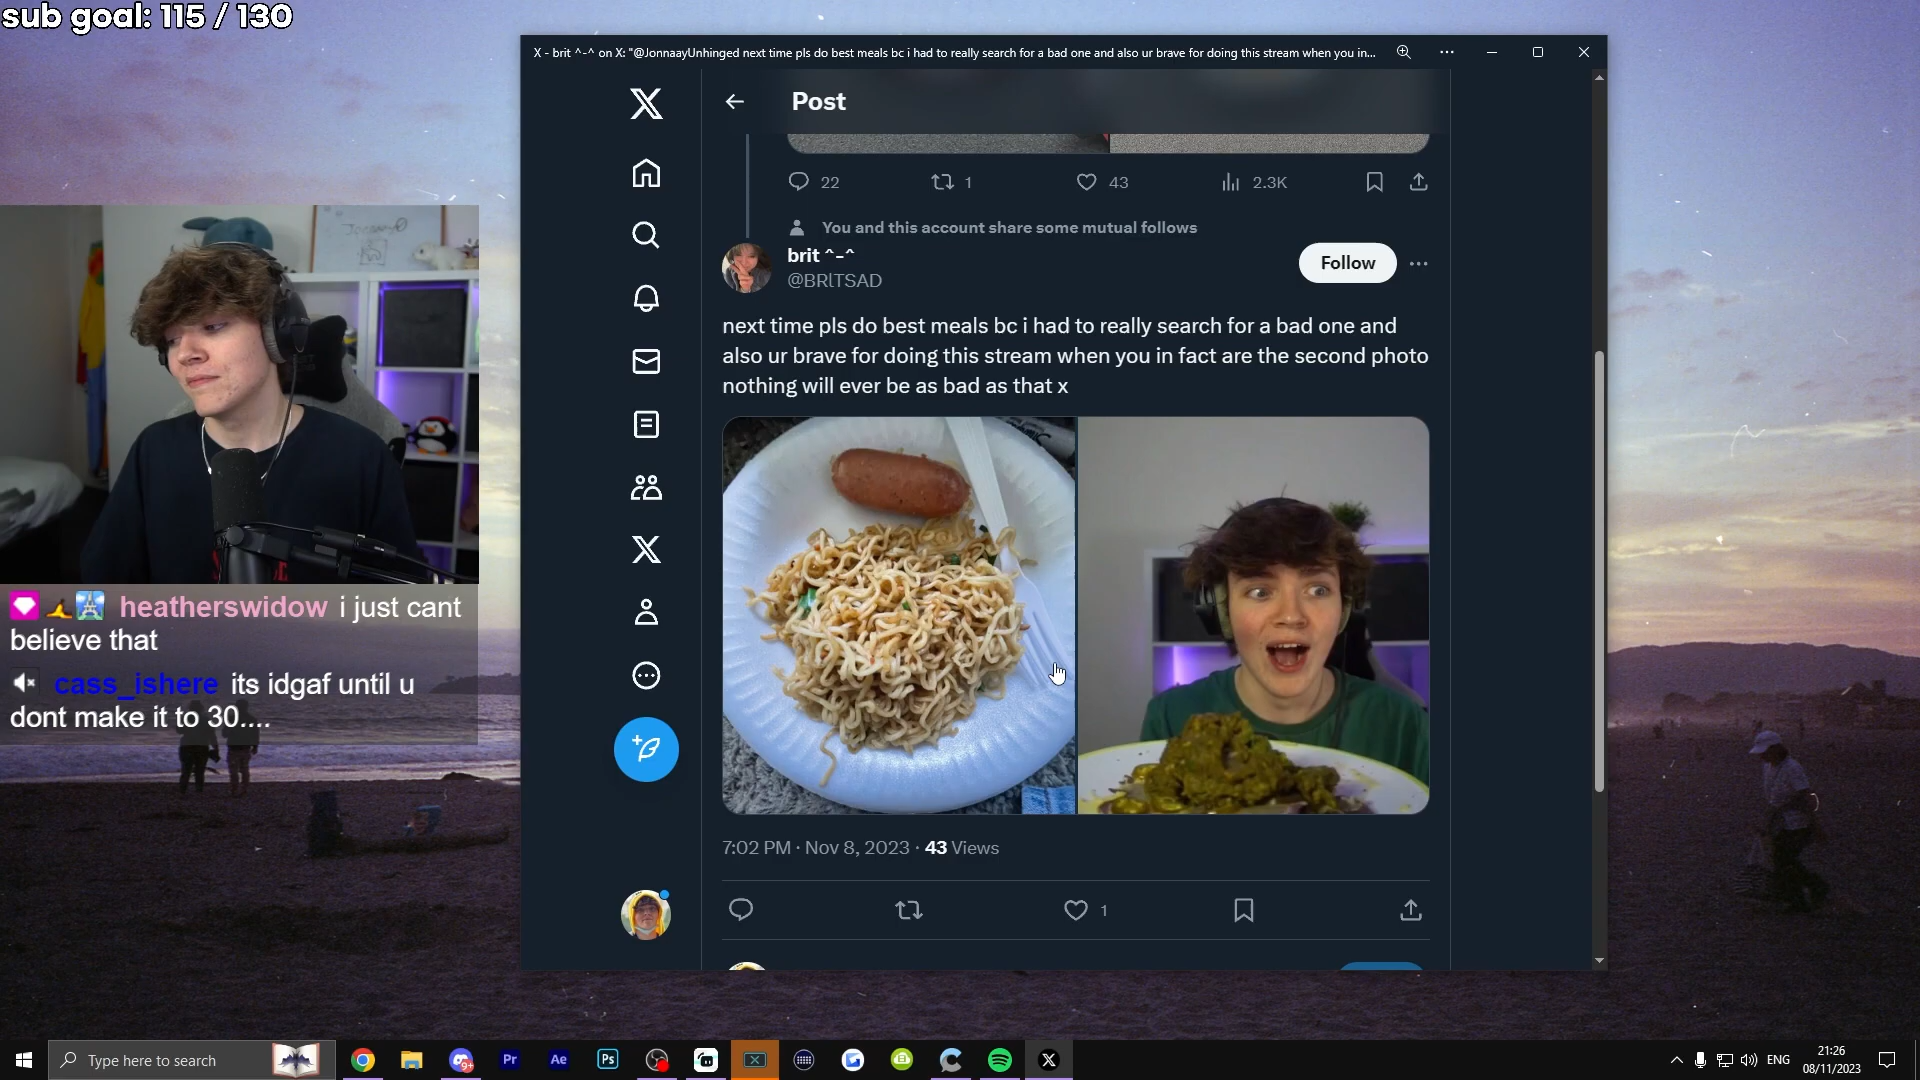 sub goal: 115 / 130
X - brit ^-^ on X: "@JonnaayUnhinged next time pls do best meals bc i had to really search for a bad one and also ur brave for doing this stream when you in...
Post
22
1
43
2.3K
You and this account share some mutual follows
brit ^-^
@BRlTSAD
Follow
next time pls do best meals bc i had to really search for a bad one and
also ur brave for doing this stream when you in fact are the second photo
nothing will ever be as bad as that x
7:02 PM · Nov 8, 2023 · 43 Views
1
heatherswidow i just cant
believe that
cass_ishere its idgaf until u
dont make it to 30....
Type here to search
9+
Pr
Ae
Ps
ENG
21:26
08/11/2023